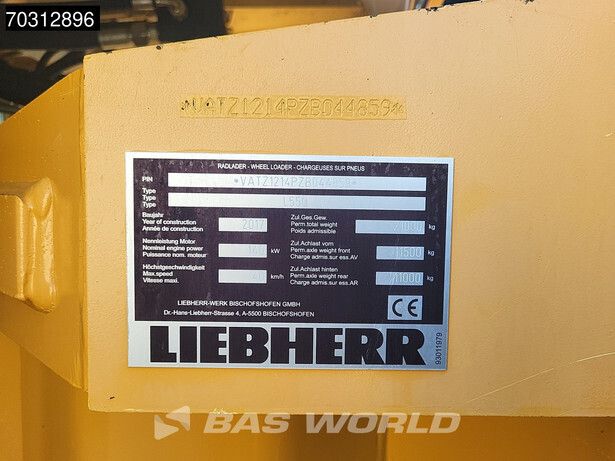 70312896
*VATZ1214PZB044859*
RADLADER - WHEEL LOADER - CHARGEUSES SUR PNEUS
PIN
Type
Type
Type
Baujahr
Year of construction
Année de construction
2017
Zul.Ges.Gew.
Perm.total weight
Poids admissible
kg
Nennleistung Motor
Nominal engine power
Puissance nom. moteur
kW
Zul.Achslast vorn
Perm.axle weight front
Charge admis.sur ess.AV
11500 kg
Höchstgeschwindigkeit
Max.speed
Vitesse maxi.
km/h
Zul.Achslast hinten
Perm.axle weight rear
Charge admis.sur ess.AR
11000 kg
LIEBHERR-WERK BISCHOFSHOFEN GMBH
Dr.-Hans-Liebherr-Strasse 4, A-5500 BISCHOFSHOFEN
CE
LIEBHERR
93011979
BAS WORLD